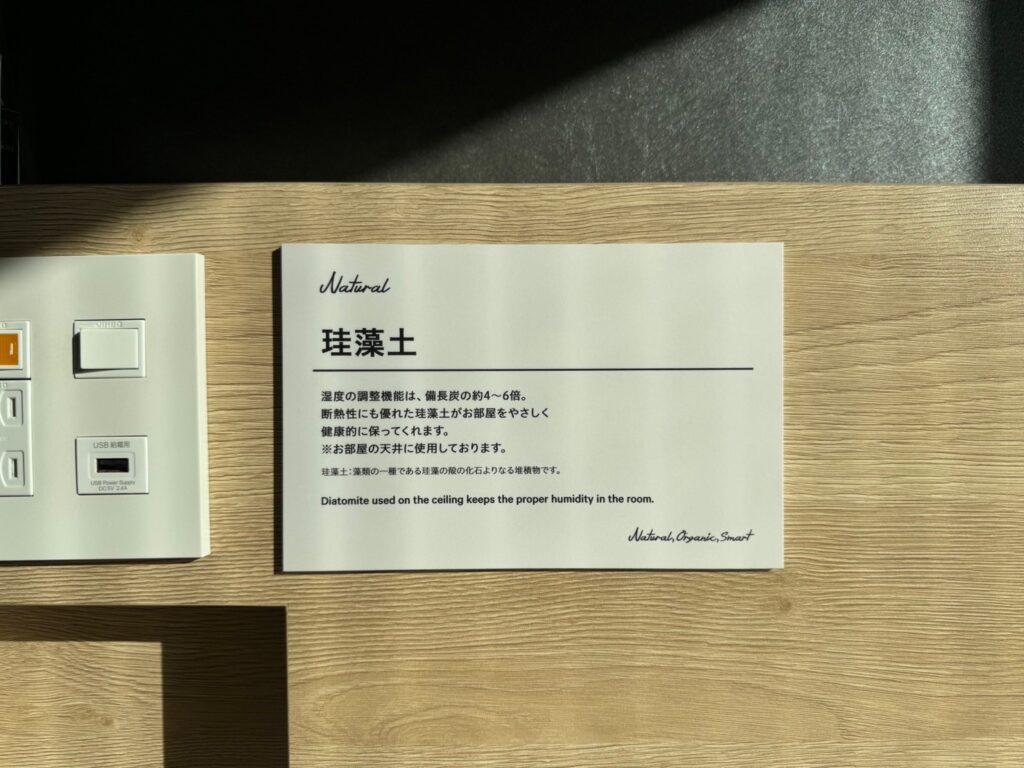 Natural
珪藻土
湿度の調整機能は、備長炭の約4〜6倍。
断熱性にも優れた珪藻土がお部屋をやさしく
健康的に保ってくれます。
※お部屋の天井に使用しております。
珪藻土：藻類の一種である珪藻の殻の化石よりなる堆積物です。
Diatomite used on the ceiling keeps the proper humidity in the room.
Natural, Organic, Smart
USB 給電用
USB Power Supply
DC5V 2.4A